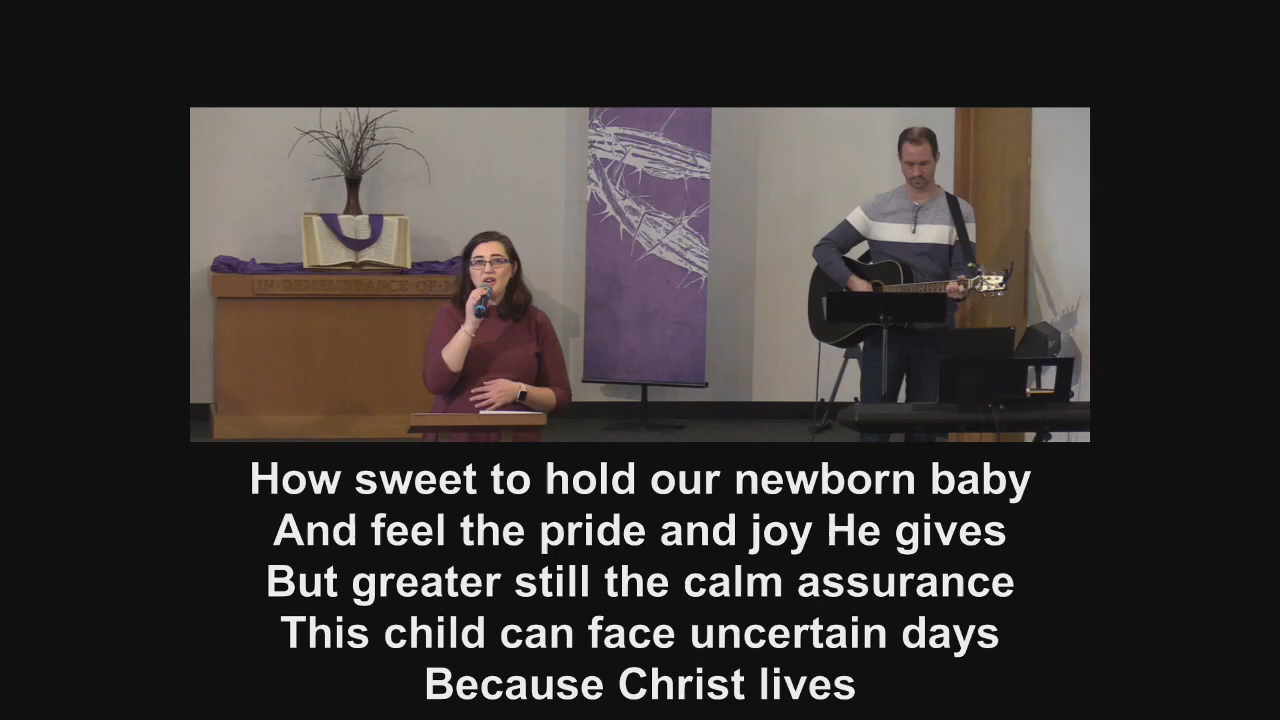 IN·REMEMBRANCE·OF·M
How sweet to hold our newborn baby
And feel the pride and joy He gives
But greater still the calm assurance
This child can face uncertain days
Because Christ lives